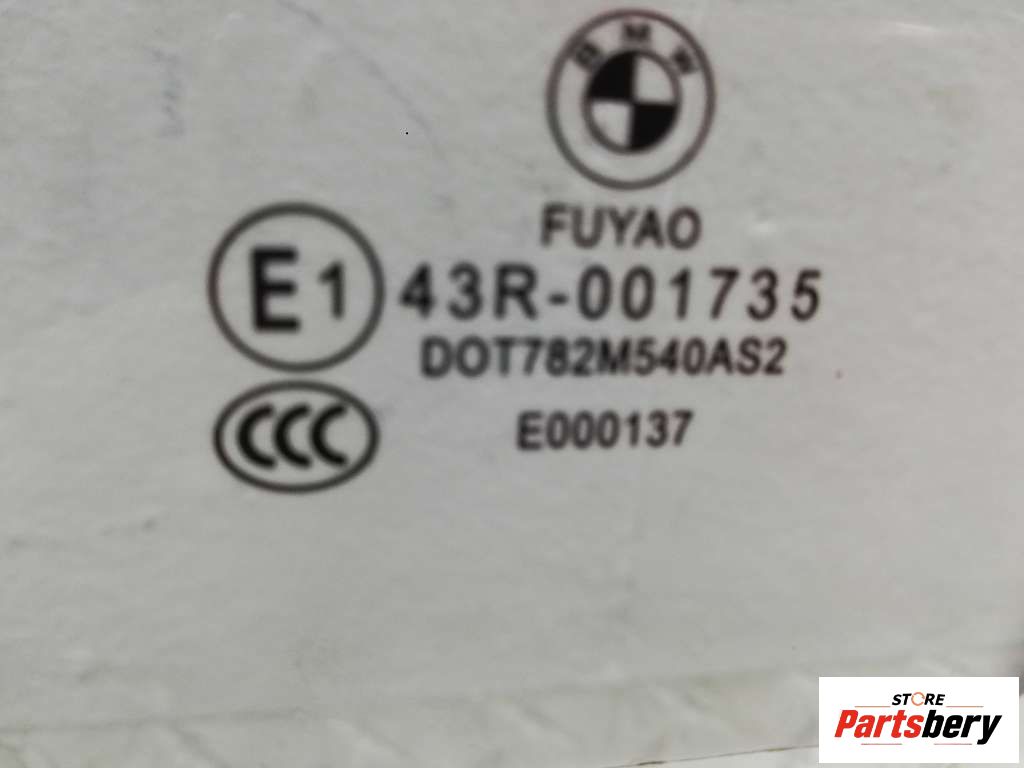 BMW
FUYAO
E1 43R-001735
DOT782M540AS2
CCC E000137
STORE
Partsbery